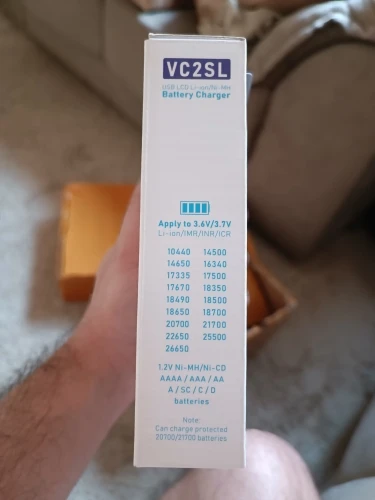 VC2SL
USB LCD Li-ion/Ni-MH
Battery Charger
Apply to 3.6V/3.7V
Li-ion/IMR/INR/ICR
10440 14500
14650 16340
17335 17500
17670 18350
18490 18500
18650 18700
20700 21700
22650 25500
26650
1.2V Ni-MH/Ni-CD
AAAA / AAA / AA
A / SC / C / D
batteries
Note:
Can charge protected
20700/21700 batteries